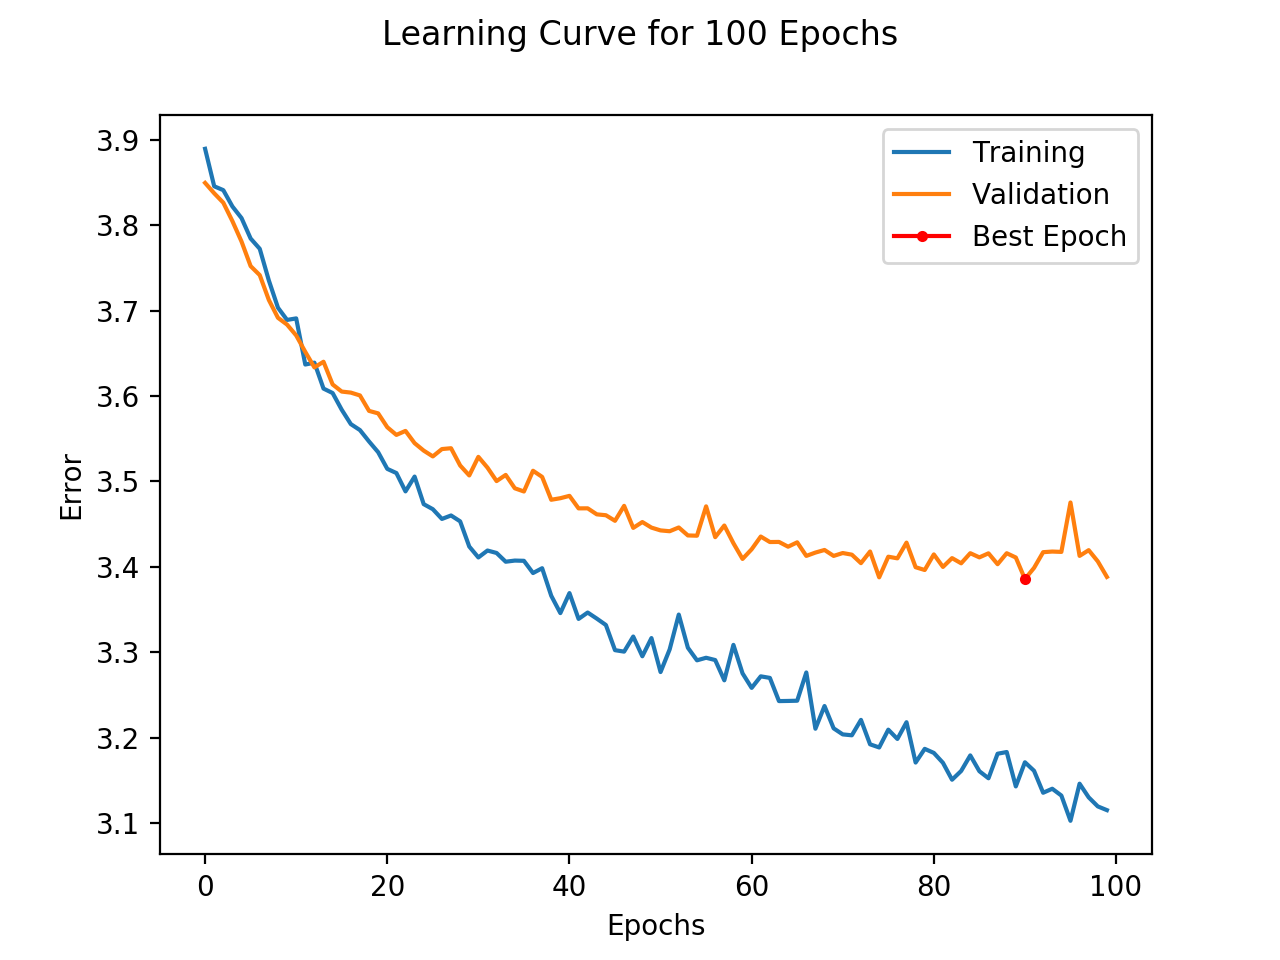 Learning Curve for 100 Epochs
3.9
3.8
3.7
3.6
3.5
3.4
3.3
3.2
3.1
Error
Training
Validation
Best Epoch
0 20 40 60 80 100
Epochs